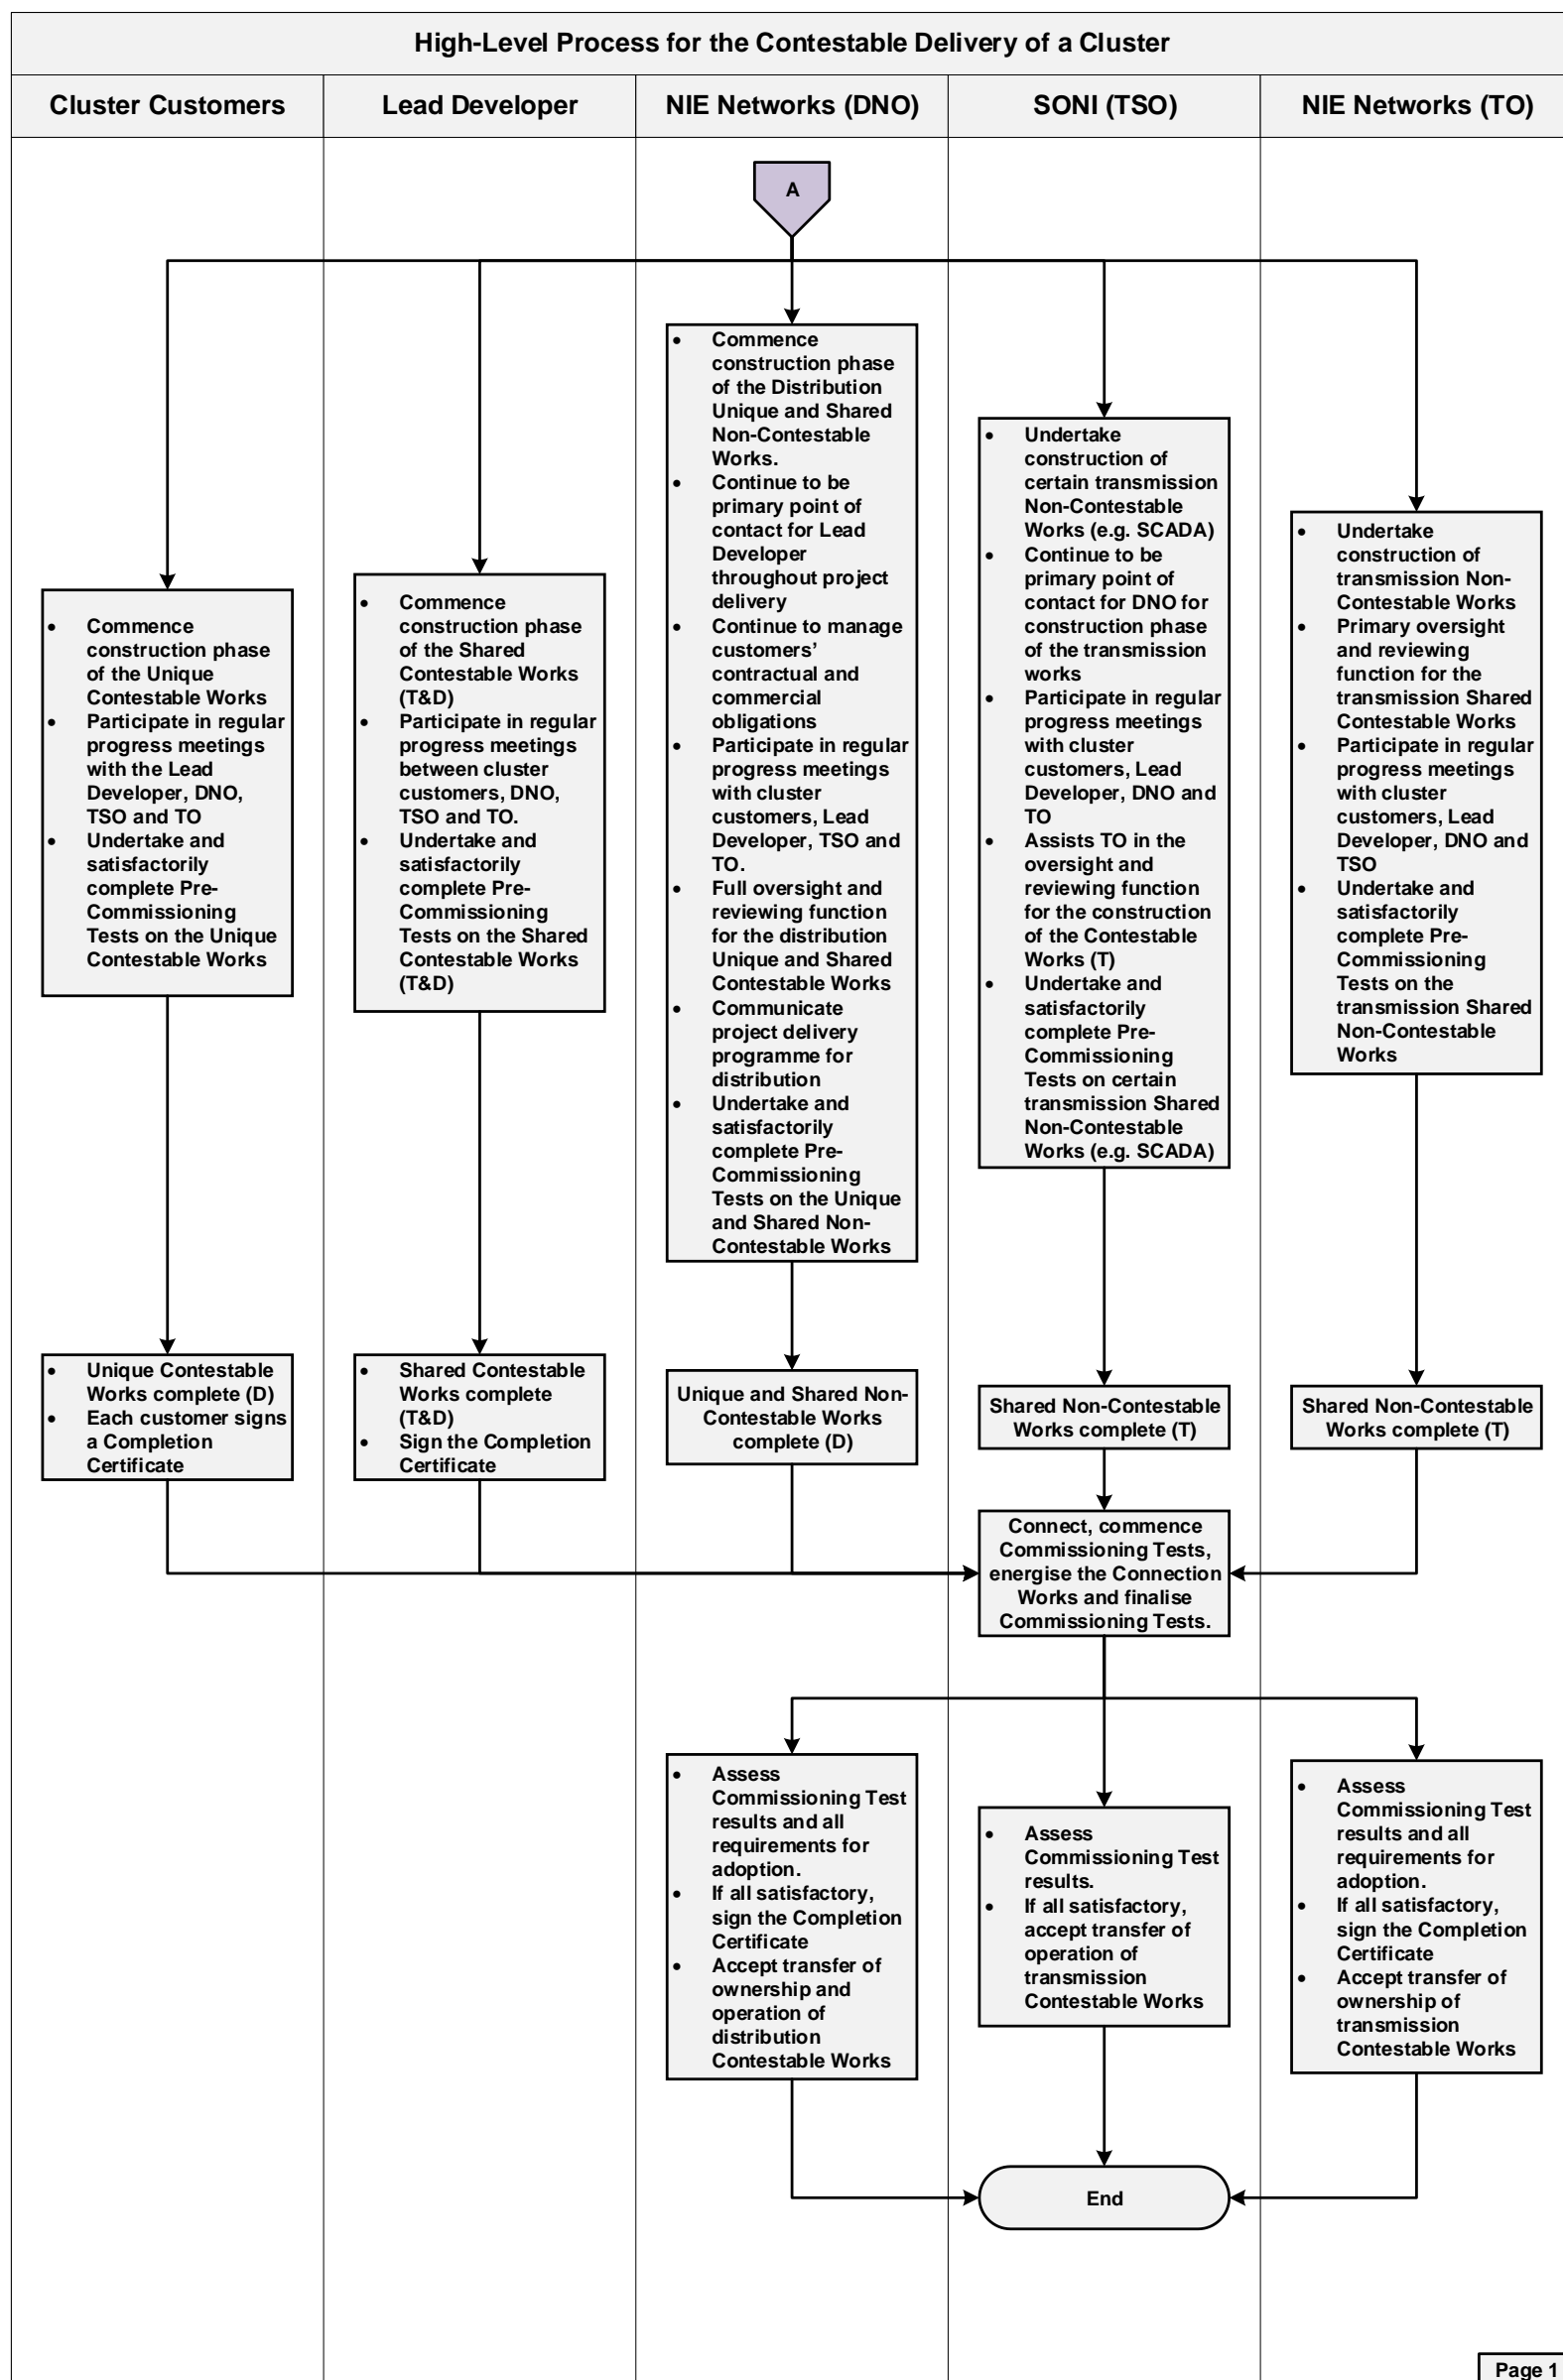 High-Level Process for the Contestable Delivery of a Cluster
Cluster Customers
Lead Developer
NIE Networks (DNO)
SONI (TSO)
NIE Networks (TO)
A
• Commence
construction phase
of the Unique
Contestable Works
• Participate in regular
progress meetings
with the Lead
Developer, DNO,
TSO and TO
• Undertake and
satisfactorily
complete Pre-
Commissioning
Tests on the Unique
Contestable Works
• Commence
construction phase
of the Shared
Contestable Works
(T&D)
• Participate in regular
progress meetings
between cluster
customers, DNO,
TSO and TO.
• Undertake and
satisfactorily
complete Pre-
Commissioning
Tests on the Shared
Contestable Works
(T&D)
• Commence
construction phase
of the Distribution
Unique and Shared
Non-Contestable
Works.
• Continue to be
primary point of
contact for Lead
Developer
throughout project
delivery
• Continue to manage
customers’
contractual and
commercial
obligations
• Participate in regular
progress meetings
with cluster
customers, Lead
Developer, TSO and
TO.
• Full oversight and
reviewing function
for the distribution
Unique and Shared
Contestable Works
• Communicate
project delivery
programme for
distribution
• Undertake and
satisfactorily
complete Pre-
Commissioning
Tests on the Unique
and Shared Non-
Contestable Works
• Undertake
construction of
certain transmission
Non-Contestable
Works (e.g. SCADA)
• Continue to be
primary point of
contact for DNO for
construction phase
of the transmission
works
• Participate in regular
progress meetings
with cluster
customers, Lead
Developer, DNO and
TO
• Assists TO in the
oversight and
reviewing function
for the construction
of the Contestable
Works (T)
• Undertake and
satisfactorily
complete Pre-
Commissioning
Tests on certain
transmission Shared
Non-Contestable
Works (e.g. SCADA)
• Undertake
construction of
transmission Non-
Contestable Works
• Primary oversight
and reviewing
function for the
transmission Shared
Contestable Works
• Participate in regular
progress meetings
with cluster
customers, Lead
Developer, DNO and
TSO
• Undertake and
satisfactorily
complete Pre-
Commissioning
Tests on the
transmission Shared
Non-Contestable
Works
• Unique Contestable
Works complete (D)
• Each customer signs
a Completion
Certificate
• Shared Contestable
Works complete
(T&D)
• Sign the Completion
Certificate
Unique and Shared Non-
Contestable Works
complete (D)
Shared Non-Contestable
Works complete (T)
Shared Non-Contestable
Works complete (T)
Connect, commence
Commissioning Tests,
energise the Connection
Works and finalise
Commissioning Tests.
• Assess
Commissioning Test
results and all
requirements for
adoption.
• If all satisfactory,
sign the Completion
Certificate
• Accept transfer of
ownership and
operation of
distribution
Contestable Works
• Assess
Commissioning Test
results.
• If all satisfactory,
accept transfer of
operation of
transmission
Contestable Works
• Assess
Commissioning Test
results and all
requirements for
adoption.
• If all satisfactory,
sign the Completion
Certificate
• Accept transfer of
ownership of
transmission
Contestable Works
End
Page 1